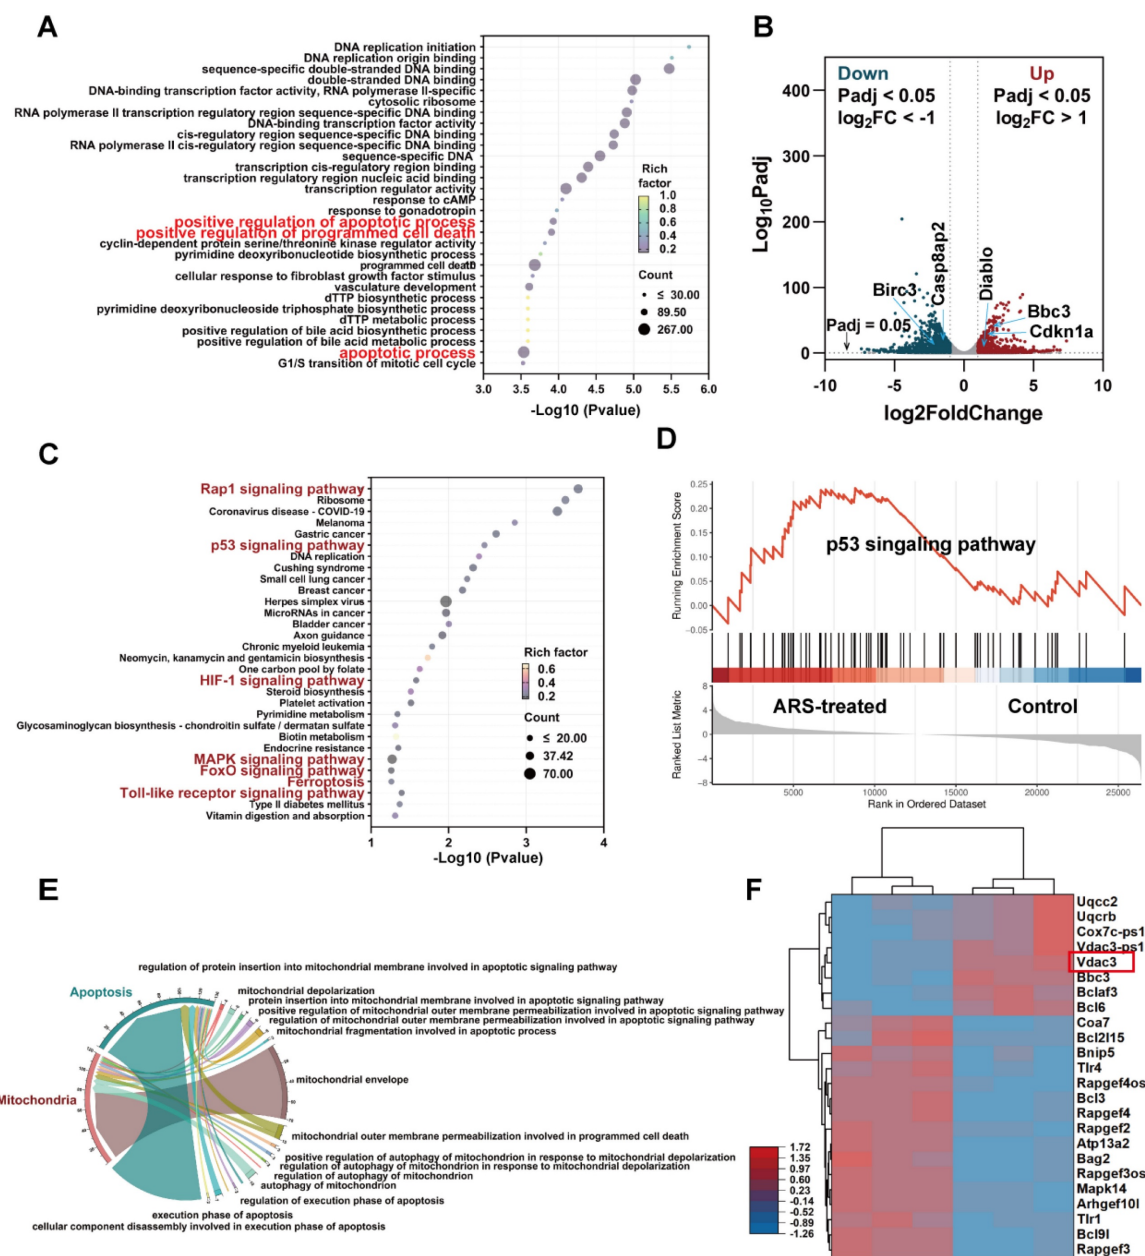 A
DNA replication initiation
DNA replication origin binding
sequence-specific double-stranded DNA binding
double-stranded DNA binding
DNA-binding transcription factor activity, RNA polymerase II-specific
cytosolic ribosome
RNA polymerase II transcription regulatory region sequence-specific DNA binding
DNA-binding transcription factor activity
cis-regulatory region sequence-specific DNA binding
RNA polymerase II cis-regulatory region sequence-specific DNA binding
sequence-specific DNA
transcription cis-regulatory region binding
transcription regulatory region nucleic acid binding
transcription regulator activity
response to cAMP
response to gonadotropin
positive regulation of apoptotic process
positive regulation of programmed cell death
cyclin-dependent protein serine/threonine kinase regulator activity
pyrimidine deoxyribonucleotide biosynthetic process
programmed cell death
cellular response to fibroblast growth factor stimulus
vasculature development
dTTP biosynthetic process
pyrimidine deoxyribonucleoside triphosphate biosynthetic process
dTTP metabolic process
positive regulation of bile acid biosynthetic process
positive regulation of bile acid metabolic process
apoptotic process
G1/S transition of mitotic cell cycle
Rich
factor
1.0
0.8
0.6
0.4
0.2
Count
≤ 30.00
89.50
267.00
3.0 3.5 4.0 4.5 5.0 5.5 6.0
-Log10 (Pvalue)
B
Down
Padj < 0.05
log2FC < -1
Up
Padj < 0.05
log2FC > 1
400
300
200
100
0
Log10Padj
Birc3
Casp8ap2
Diablo
Bbc3
Cdkn1a
Padj = 0.05
-10 -5 0 5 10
log2FoldChange
C
Rap1 signaling pathway
Ribosome
Coronavirus disease - COVID-19
Melanoma
Gastric cancer
p53 signaling pathway
DNA replication
Cushing syndrome
Small cell lung cancer
Breast cancer
Herpes simplex virus
MicroRNAs in cancer
Bladder cancer
Axon guidance
Chronic myeloid leukemia
Neomycin, kanamycin and gentamicin biosynthesis
One carbon pool by folate
HIF-1 signaling pathway
Steroid biosynthesis
Platelet activation
Pyrimidine metabolism
Glycosaminoglycan biosynthesis - chondroitin sulfate / dermatan sulfate
Biotin metabolism
Endocrine resistance
MAPK signaling pathway
FoxO signaling pathway
Ferroptosis
Toll-like receptor signaling pathway
Type II diabetes mellitus
Vitamin digestion and absorption
Rich factor
0.6
0.4
0.2
Count
≤ 20.00
37.42
70.00
1 2 3 4
-Log10 (Pvalue)
D
0.25
0.20
0.15
0.10
0.05
0.00
-0.05
Running Enrichment Score
p53 singaling pathway
8
4
0
-4
-8
Ranked List Metric
ARS-treated
Control
5000 10000 15000 20000 25000
Rank in Ordered Dataset
E
regulation of protein insertion into mitochondrial membrane involved in apoptotic signaling pathway
Apoptosis
mitochondrial depolarization
protein insertion into mitochondrial membrane involved in apoptotic signaling pathway
positive regulation of mitochondrial outer membrane permeabilization involved in apoptotic signaling pathway
regulation of mitochondrial outer membrane permeabilization involved in apoptotic signaling pathway
mitochondrial fragmentation involved in apoptotic process
mitochondrial envelope
Mitochondria
mitochondrial outer membrane permeabilization involved in programmed cell death
positive regulation of autophagy of mitochondrion in response to mitochondrial depolarization
regulation of autophagy of mitochondrion in response to mitochondrial depolarization
regulation of autophagy of mitochondrion
autophagy of mitochondrion
regulation of execution phase of apoptosis
execution phase of apoptosis
cellular component disassembly involved in execution phase of apoptosis
F
Uqcc2
Uqcrb
Cox7c-ps1
Vdac3-ps1
Vdac3
Bbc3
Bclaf3
Bcl6
Coa7
Bcl2l15
Bnip5
Tlr4
Rapgef4os
Bcl3
Rapgef4
Rapgef2
Atp13a2
Bag2
Rapgef3os
Mapk14
Arhgef10l
Tlr1
Bcl9l
Rapgef3
1.72
1.35
0.97
0.60
0.23
-0.14
-0.52
-0.89
-1.26